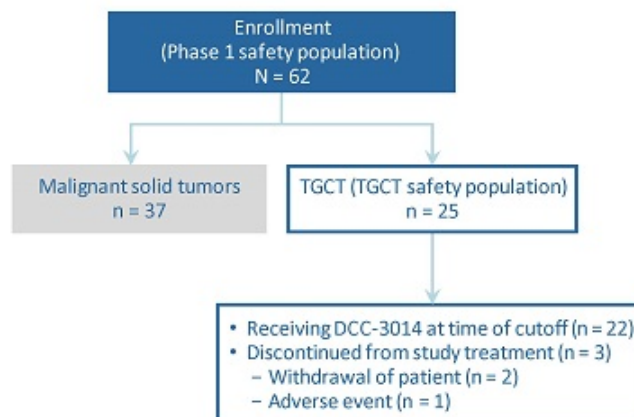 Enrollment
(Phase 1 safety population)
N = 62
Malignant solid tumors
n = 37
TGCT (TGCT safety population)
n = 25
• Receiving DCC-3014 at time of cutoff (n = 22)
• Discontinued from study treatment (n = 3)
– Withdrawal of patient (n = 2)
– Adverse event (n = 1)